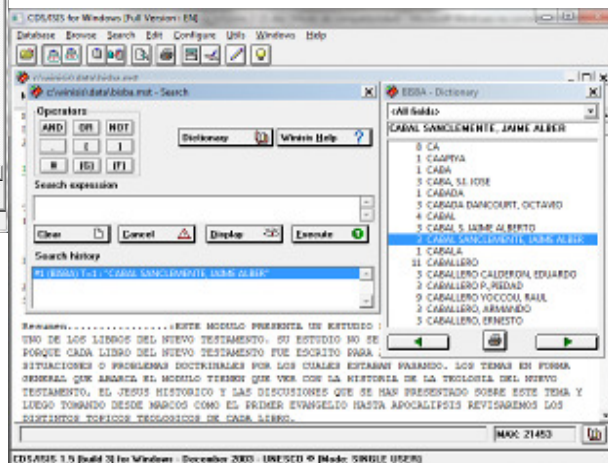 CDS/ISIS for Windows [Full Version: EN]
Database Browse Search Edit Configure Utils Windows Help
c:\winisis\data\bisba.mst
c:\winisis\data\bisba.mst - Search
Operators
AND OR NOT
. ( )
# (G) (F)
Dictionary
Winisis Help
Search expression
Clear Cancel Display Execute
Search history
#1 (BISBA) T=1: "CABAL SANCLEMENTE, JAIME ALBER"
BISBA - Dictionary
<All fields>
CABAL SANCLEMENTE, JAIME ALBER
8 CA
1 CAAPIYA
1 CABA
3 CABA, S.I. JOSE
1 CABADA
3 CABADA DANCOURT, OCTAVIO
4 CABAL
3 CABAL S, JAIME ALBERTO
3 CABAL SANCLEMENTE, JAIME ALBER
1 CABALA
11 CABALLERO
3 CABALLERO CALDERON, EDUARDO
3 CABALLERO P., PIEDAD
9 CABALLERO YOCCOU, RAUL
3 CABALLERO, ARMANDO
3 CABALLERO, ERNESTO
Resumen.................:ESTE MODULO PRESENTA UN ESTUDIO
UNO DE LOS LIBROS DEL NUEVO TESTAMENTO. SU ESTUDIO NO SE
PORQUE CADA LIBRO DEL NUEVO TESTAMENTO FUE ESCRITO PARA
SITUACIONES O PROBLEMAS DOCTRINALES POR LOS CUALES ESTABAN PASANDO. LOS TEMAS EN FORMA
GENERAL QUE ABARCA EL MODULO TIENEN QUE VER CON LA HISTORIA DE LA TEOLOGIA DEL NUEVO
TESTAMENTO, EL JESUS HISTORICO Y LAS DISCUSIONES QUE SE HAN PRESENTADO SOBRE ESTE TEMA Y
LUEGO TOMANDO DESDE MARCOS COMO EL PRIMER EVANGELIO HASTA APOCALIPSIS REVISAREMOS LOS
DISTINTOS TOPICOS TEOLOGICOS DE CADA LIBRO.
MAX: 21453
CDS/ISIS 1.5 (build 3) for Windows - December 2003 - UNESCO © [Mode: SINGLE USER]